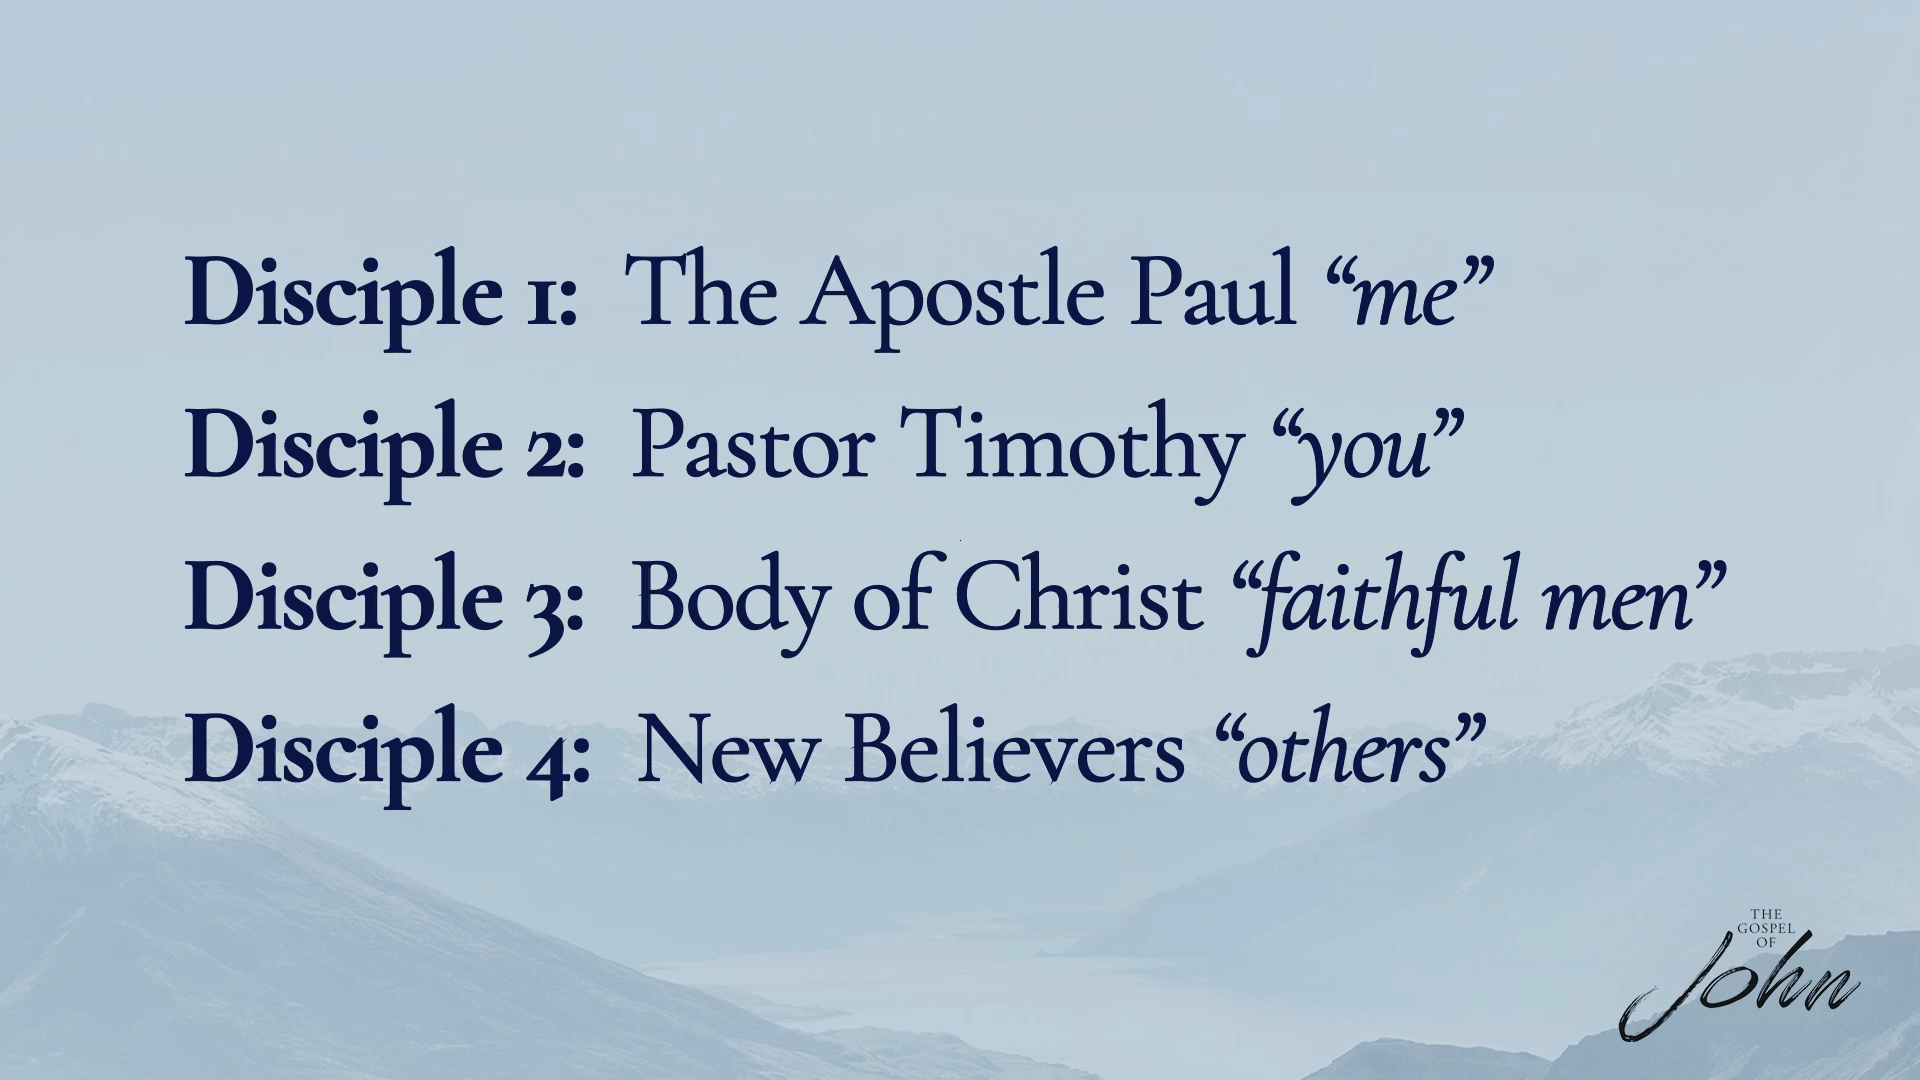 Disciple 1: The Apostle Paul “me”
Disciple 2: Pastor Timothy “you”
Disciple 3: Body of Christ “faithful men”
Disciple 4: New Believers “others”
THE
GOSPEL
OF
John